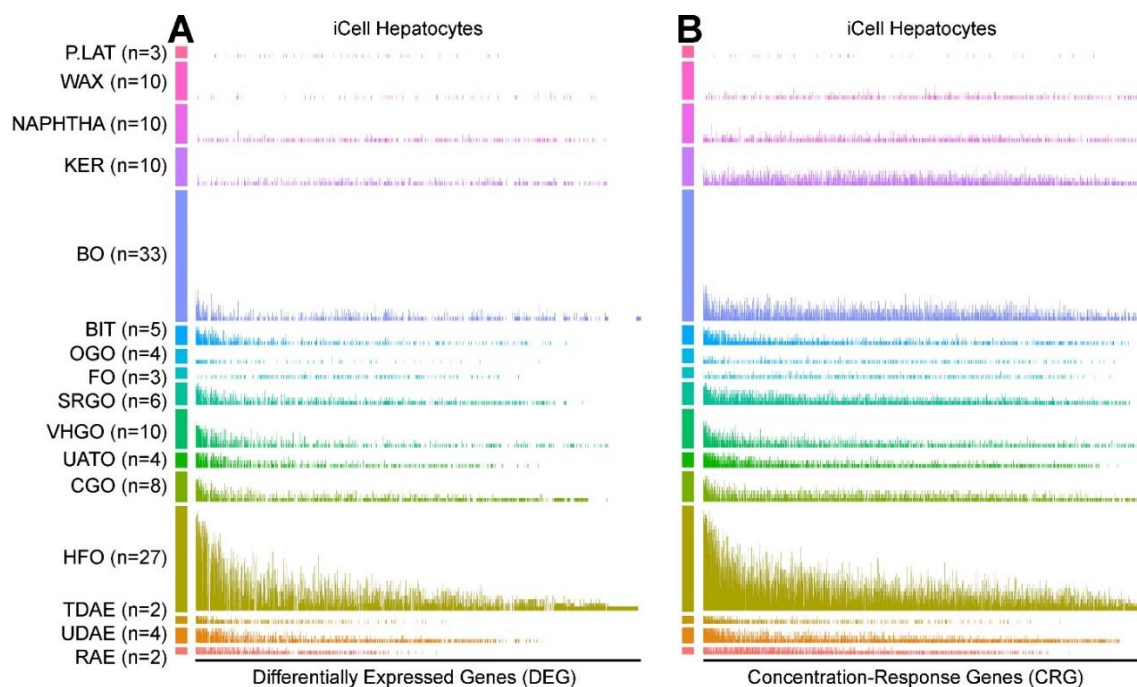 A
iCell Hepatocytes
B
iCell Hepatocytes
P.LAT (n=3)
WAX (n=10)
NAPHTHA (n=10)
KER (n=10)
BO (n=33)
BIT (n=5)
OGO (n=4)
FO (n=3)
SRGO (n=6)
VHGO (n=10)
UATO (n=4)
CGO (n=8)
HFO (n=27)
TDAE (n=2)
UDAE (n=4)
RAE (n=2)
Differentially Expressed Genes (DEG)
Concentration-Response Genes (CRG)